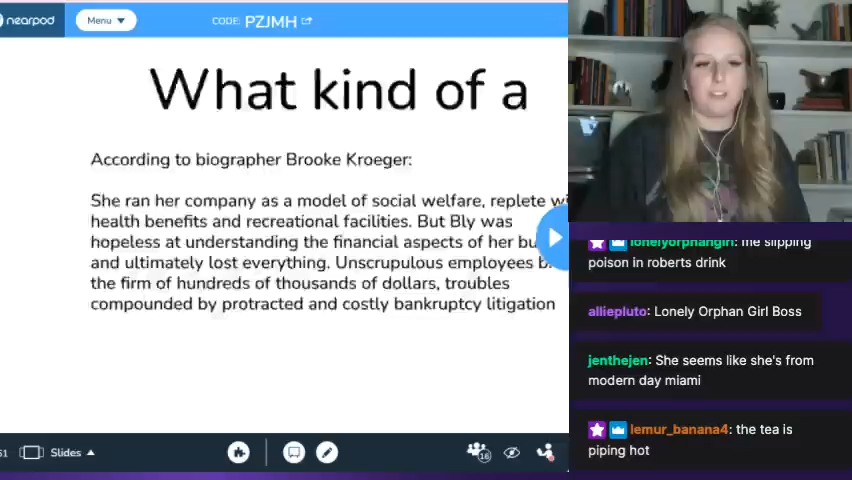 nearpod
Menu
CODE: PZJMH
What kind of a
According to biographer Brooke Kroeger:
She ran her company as a model of social welfare, replete
health benefits and recreational facilities. But Bly was
hopeless at understanding the financial aspects of her
and ultimately lost everything. Unscrupulous employees
the firm of hundreds of thousands of dollars, troubles
compounded by protracted and costly bankruptcy litigation
Slides
16
lonelyorphangirl: me slipping
poison in roberts drink
alliepluto: Lonely Orphan Girl Boss
jenthejen: She seems like she's from
modern day miami
lemur_banana4: the tea is
piping hot